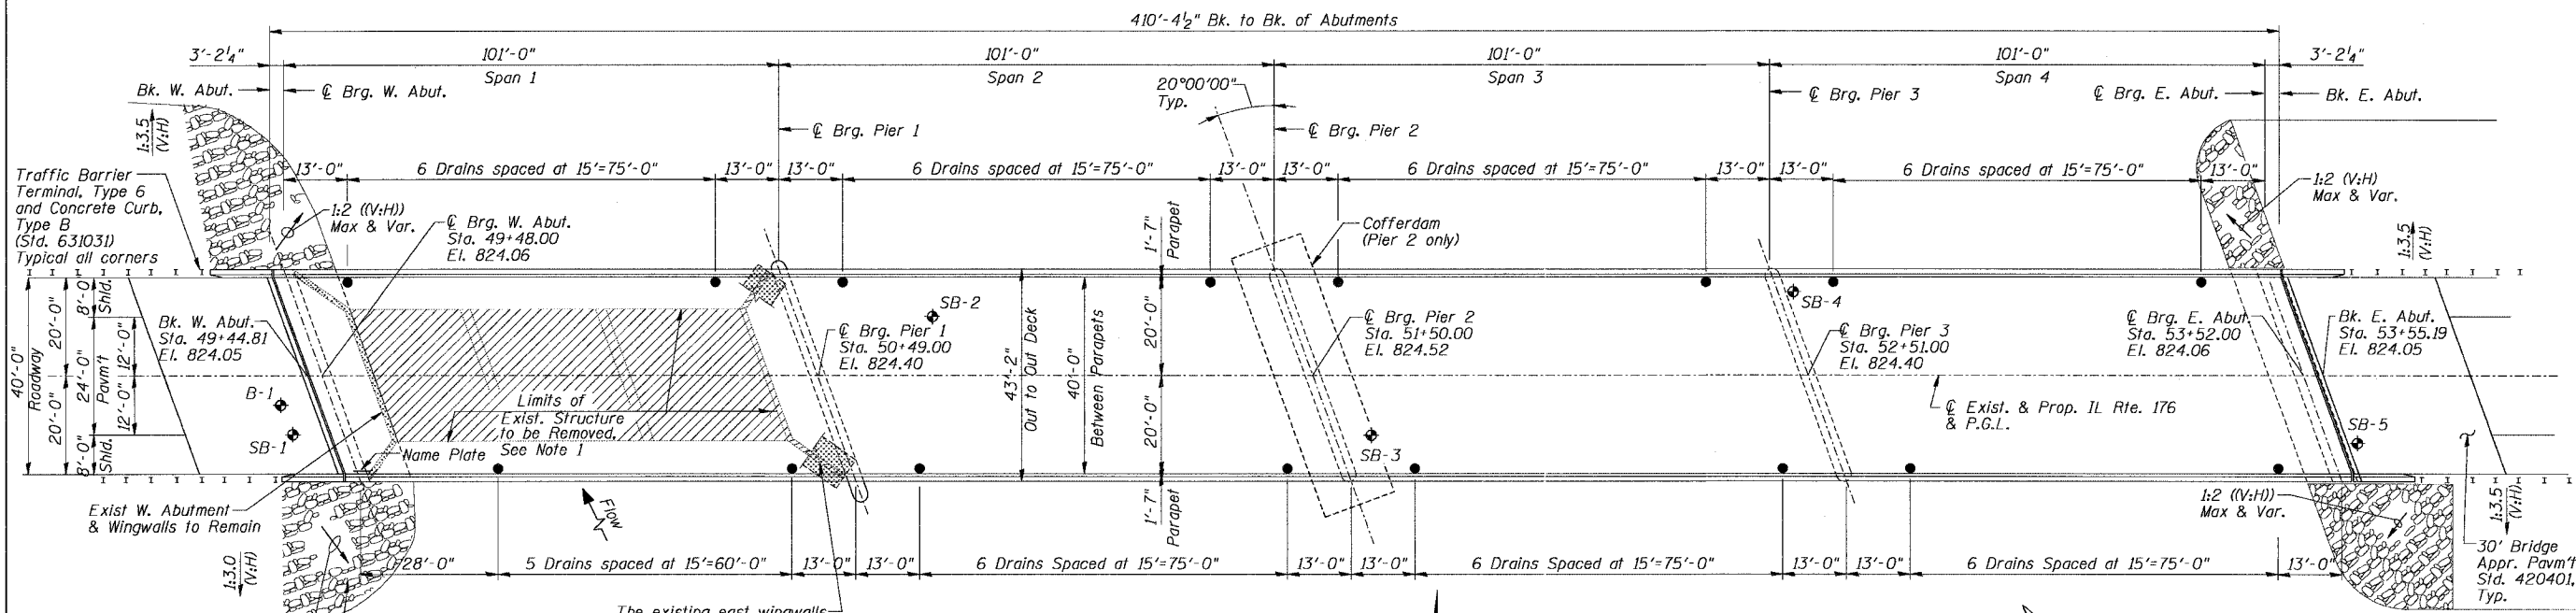 410'-4½" Bk. to Bk. of Abutments
3'-2¼"
101'-0"
101'-0"
101'-0"
101'-0"
3'-2¼"
Span 1
Span 2
Span 3
Span 4
Bk. W. Abut.
℄ Brg. W. Abut.
20°00'00"
Typ.
℄ Brg. Pier 3
℄ Brg. E. Abut.
Bk. E. Abut.
℄ Brg. Pier 1
℄ Brg. Pier 2
1:3.5
(V:H)
13'-0"
6 Drains spaced at 15'=75'-0"
13'-0"
13'-0"
6 Drains spaced at 15'=75'-0"
13'-0"
13'-0"
6 Drains spaced at 15'=75'-0"
13'-0"
13'-0"
6 Drains spaced at 15'=75'-0"
13'-0"
Traffic Barrier
Terminal, Type 6
and Concrete Curb,
Type B
(Std. 631031)
Typical all corners
1:2 ((V:H))
Max & Var.
℄ Brg. W. Abut.
Sta. 49+48.00
El. 824.06
1'-7"
Parapet
Cofferdam
(Pier 2 only)
1:2 (V:H)
Max & Var.
1:3.5
(V:H)
40'-0"
Roadway
20'-0"
20'-0"
8'-0"
Shld.
24'-0"
Pavm't
8'-0"
Shld.
12'-0"
12'-0"
Bk. W. Abut.
Sta. 49+44.81
El. 824.05
B-1
SB-1
Name Plate
Limits of
Exist. Structure
to be Removed.
See Note 1
℄ Brg. Pier 1
Sta. 50+49.00
El. 824.40
SB-2
43'-2"
Out to Out Deck
40'-0"
Between Parapets
20'-0"
20'-0"
℄ Brg. Pier 2
Sta. 51+50.00
El. 824.52
SB-3
SB-4
℄ Brg. Pier 3
Sta. 52+51.00
El. 824.40
℄ Brg. E. Abut.
Sta. 53+52.00
El. 824.06
Bk. E. Abut.
Sta. 53+55.19
El. 824.05
℄ Exist. & Prop. IL Rte. 176
& P.G.L.
SB-5
Exist W. Abutment
& Wingwalls to Remain
Flow
1'-7"
Parapet
1:2 ((V:H))
Max & Var.
1:3.5
(V:H)
1:3.0
(V:H)
28'-0"
5 Drains spaced at 15'=60'-0"
13'-0"
13'-0"
6 Drains Spaced at 15'=75'-0"
13'-0"
13'-0"
6 Drains Spaced at 15'=75'-0"
13'-0"
13'-0"
6 Drains Spaced at 15'=75'-0"
13'-0"
30' Bridge
Appr. Pavm't
Std. 420401,
Typ.
The existing east wingwalls